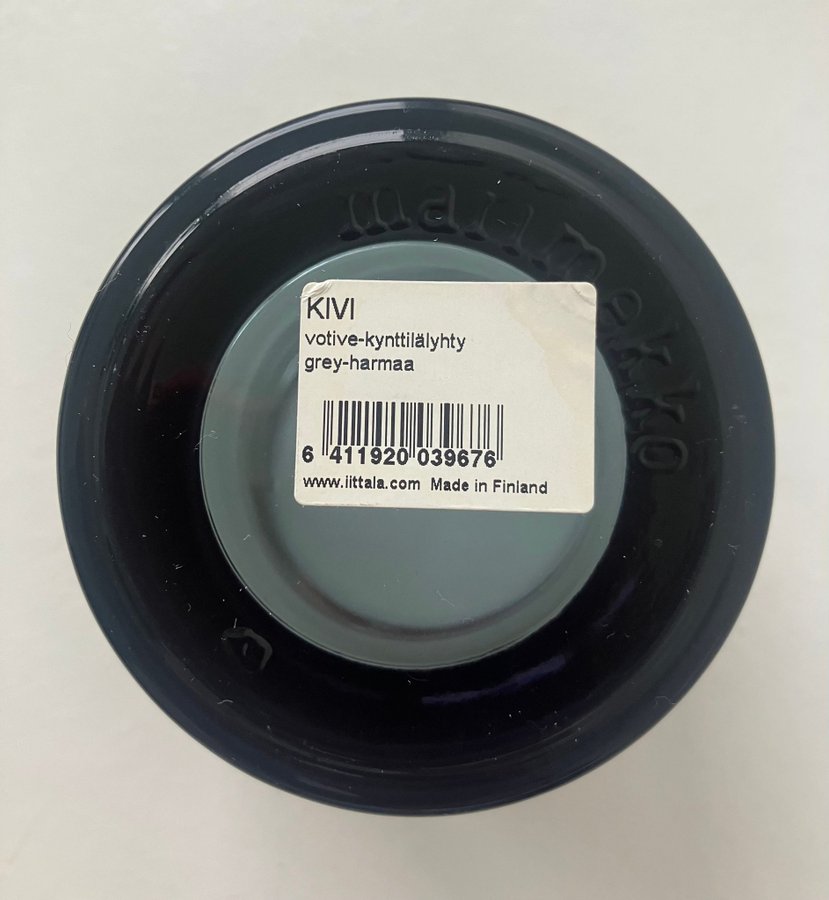 marimekko
KIVI
votive-kynttilälyhty
grey-harmaa
6 411920 039676
www.iittala.com Made in Finland